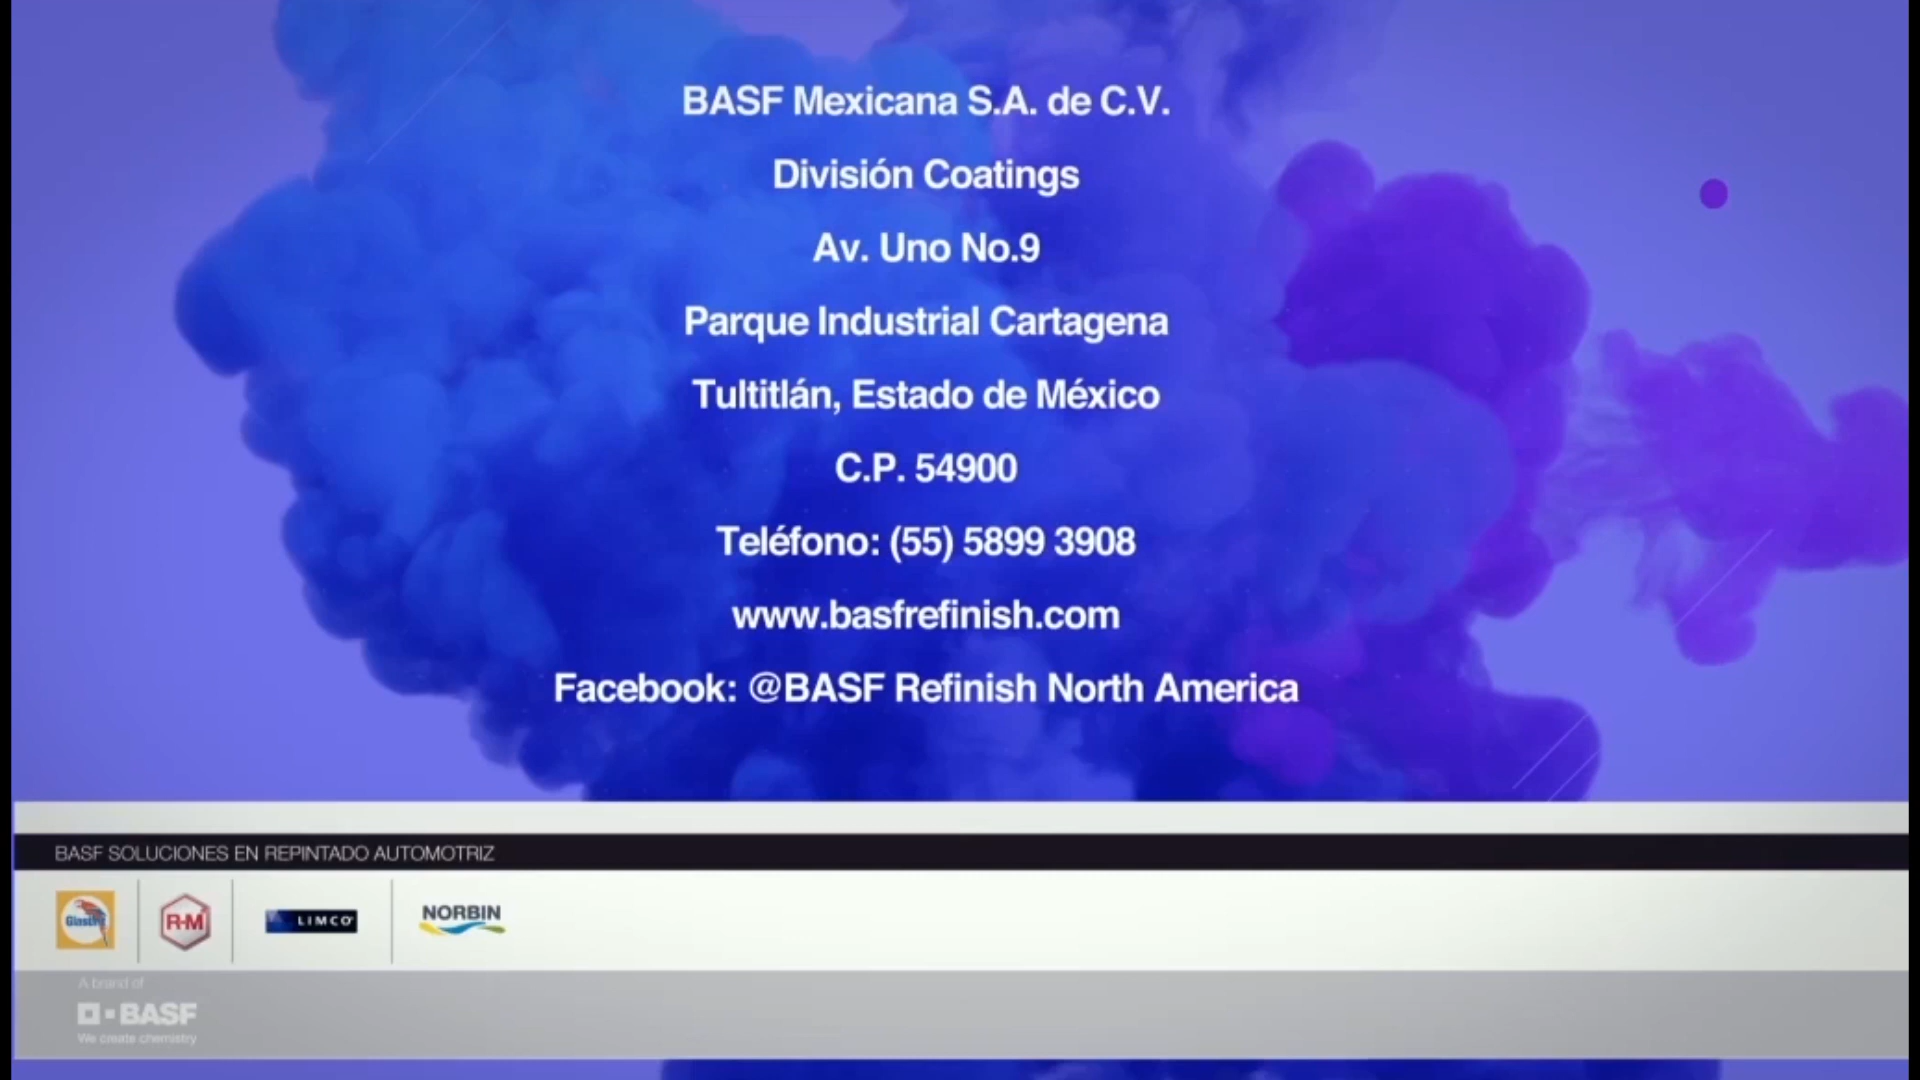 BASF Mexicana S.A. de C.V.
División Coatings
Av. Uno No.9
Parque Industrial Cartagena
Tultitlán, Estado de México
C.P. 54900
Teléfono: (55) 5899 3908
www.basfrefinish.com
Facebook: @BASF Refinish North America
BASF SOLUCIONES EN REPINTADO AUTOMOTRIZ
Glasurit
R-M
LIMCO
NORBIN
A brand of
BASF
We create chemistry